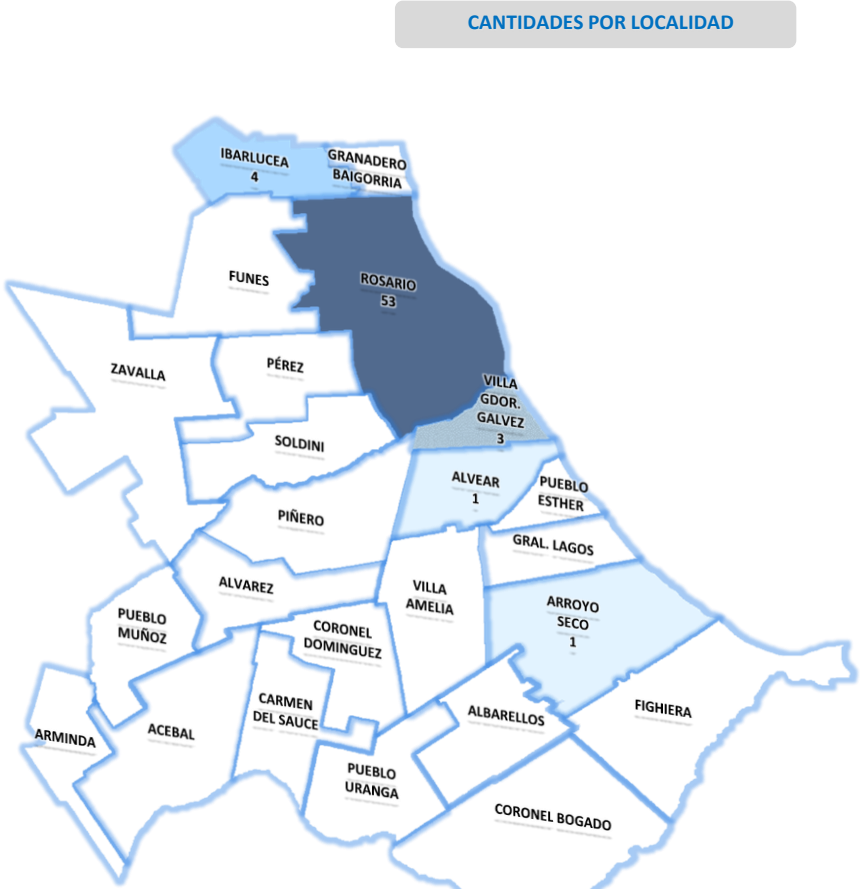 CANTIDADES POR LOCALIDAD
IBARLUCEA
4
GRANADERO
BAIGORRIA
FUNES
ROSARIO
53
ZAVALLA
PÉREZ
VILLA
GDOR.
GALVEZ
3
SOLDINI
ALVEAR
1
PUEBLO
ESTHER
PIÑERO
GRAL. LAGOS
ALVAREZ
VILLA
AMELIA
ARROYO
SECO
1
PUEBLO
MUÑOZ
CORONEL
DOMINGUEZ
CARMEN
DEL SAUCE
ALBARELLOS
FIGHIERA
ARMINDA
ACEBAL
PUEBLO
URANGA
CORONEL BOGADO